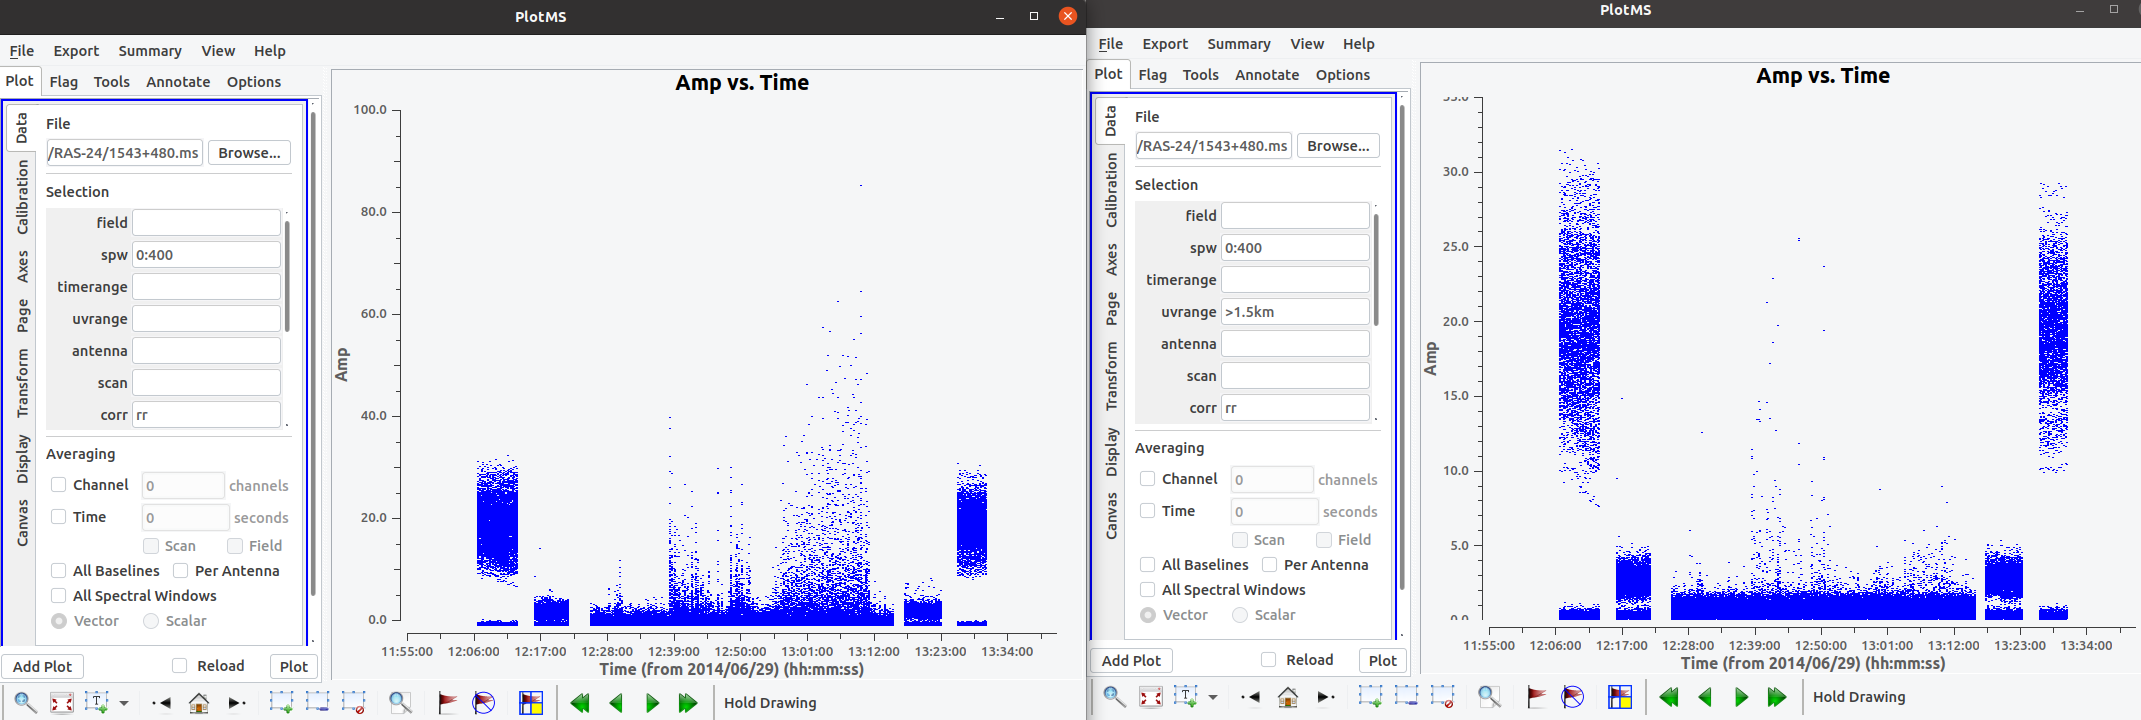 PlotMS
File Export Summary View Help
Plot Flag Tools Annotate Options
Data
Calibration
Axes
Page
Transform
Display
Canvas
File
/RAS-24/1543+480.ms Browse...
Selection
field
spw 0:400
timerange
uvrange
antenna
scan
corr rr
Averaging
Channel 0 channels
Time 0 seconds
Scan Field
All Baselines Per Antenna
All Spectral Windows
Vector Scalar
Add Plot Reload Plot
Amp vs. Time
100.0
80.0
60.0
40.0
20.0
0.0
Amp
11:55:00 12:06:00 12:17:00 12:28:00 12:39:00 12:50:00 13:01:00 13:12:00 13:23:00 13:34:00
Time (from 2014/06/29) (hh:mm:ss)
Hold Drawing
PlotMS
File Export Summary View Help
Plot Flag Tools Annotate Options
Data
Calibration
Axes
Page
Transform
Display
Canvas
File
/RAS-24/1543+480.ms Browse...
Selection
field
spw 0:400
timerange
uvrange >1.5km
antenna
scan
corr rr
Averaging
Channel 0 channels
Time 0 seconds
Scan Field
All Baselines Per Antenna
All Spectral Windows
Vector Scalar
Add Plot Reload Plot
Amp vs. Time
35.0
30.0
25.0
20.0
15.0
10.0
5.0
0.0
Amp
11:55:00 12:06:00 12:17:00 12:28:00 12:39:00 12:50:00 13:01:00 13:12:00 13:23:00 13:34:00
Time (from 2014/06/29) (hh:mm:ss)
Hold Drawing